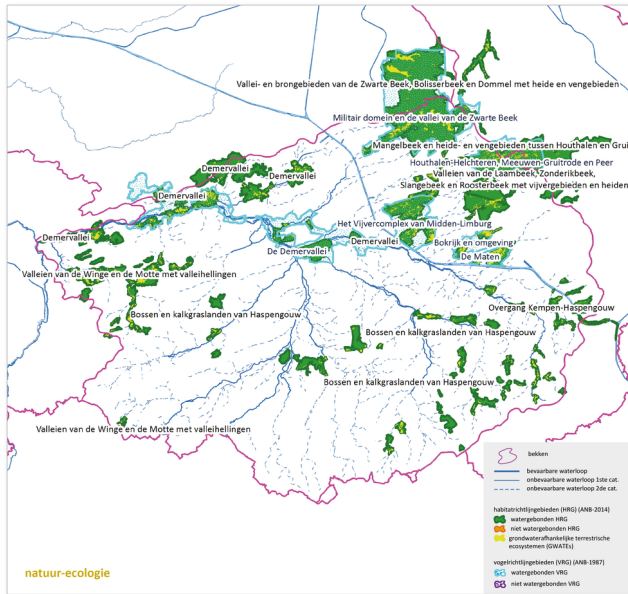 Vallei- en brongebieden van de Zwarte Beek, Bolisserbeek en Dommel met heide en vengebieden
Militair domein en de vallei van de Zwarte Beek
Mangelbeek en heide- en vengebieden tussen Houthalen en Grui
Houthalen-Helchteren, Meeuwen-Gruitrode en Peer
Demervallei
Demervallei
Valleien van de Laambeek, Zonderikbeek,
Slangebeek en Roosterbeek met vijvergebieden en heiden
Demervallei
Het Vijvercomplex van Midden-Limburg
Demervallei
Demervallei
Bokrijk en omgeving
De Demervallei
De Maten
Valleien van de Winge en de Motte met valleihellingen
Overgang Kempen-Haspengouw
Bossen en kalkgraslanden van Haspengouw
Bossen en kalkgraslanden van Haspengouw
Bossen en kalkgraslanden van Haspengouw
Valleien van de Winge en de Motte met valleihellingen
bekken
bevaarbare waterloop
onbevaarbare waterloop 1ste cat.
onbevaarbare waterloop 2de cat.
habitatrichtlijngebieden (HRG) (ANB-2014)
watergebonden HRG
niet watergebonden HRG
grondwaterafhankelijke terrestrische
ecosystemen (GWATEs)
vogelrichtlijngebieden (VRG) (ANB-1987)
watergebonden VRG
niet watergebonden VRG
natuur-ecologie